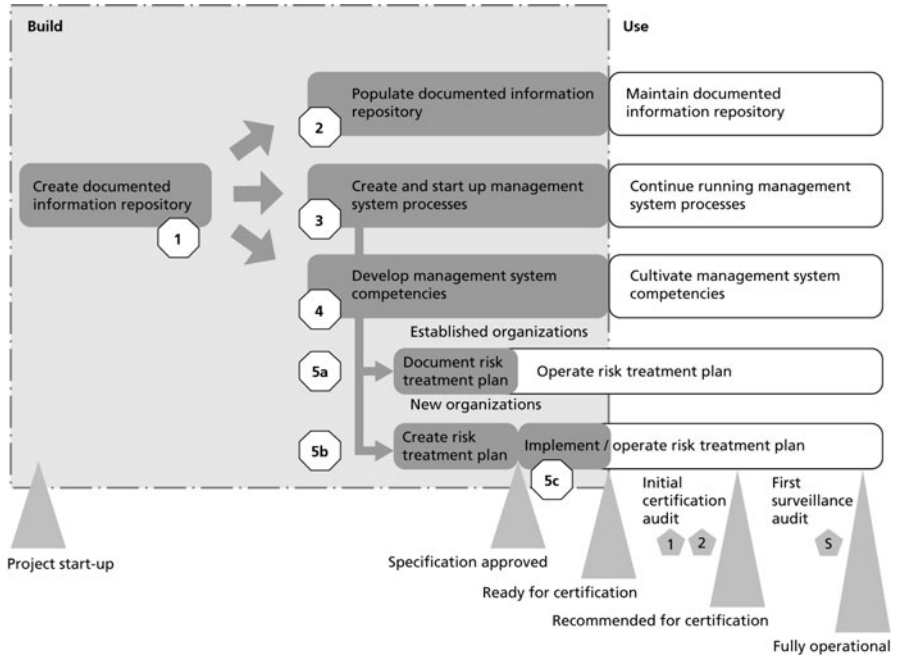 Build
Use
Populate documented information
repository
2
Maintain documented
information repository
Create documented
information repository
1
Create and start up management
system processes
3
Continue running management
system processes
Develop management system
competencies
4
Cultivate management system
competencies
Established organizations
5a
Document risk
treatment plan
Operate risk treatment plan
New organizations
5b
Create risk
treatment plan
Implement / operate risk treatment plan
5c
Initial
certification
audit
1
2
First
surveillance
audit
S
Project start-up
Specification approved
Ready for certification
Recommended for certification
Fully operational